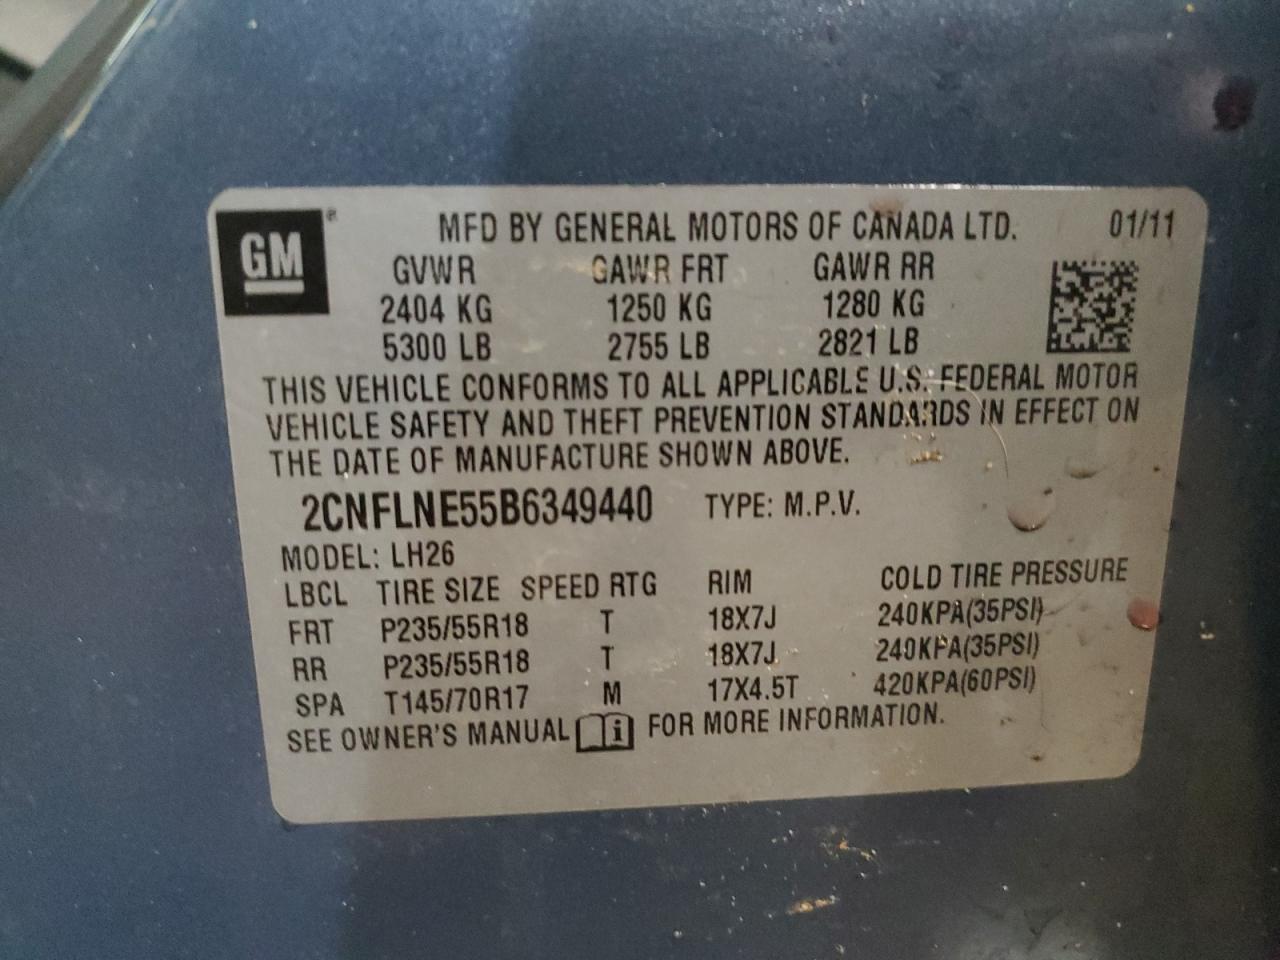 GM® MFD BY GENERAL MOTORS OF CANADA LTD. 01/11
GVWR GAWR FRT GAWR RR
2404 KG 1250 KG 1280 KG
5300 LB 2755 LB 2821 LB
THIS VEHICLE CONFORMS TO ALL APPLICABLE U.S. FEDERAL MOTOR
VEHICLE SAFETY AND THEFT PREVENTION STANDARDS IN EFFECT ON
THE DATE OF MANUFACTURE SHOWN ABOVE.
2CNFLNE55B6349440 TYPE: M.P.V.
MODEL: LH26
LBCL TIRE SIZE SPEED RTG RIM COLD TIRE PRESSURE
FRT P235/55R18 T 18X7J 240KPA(35PSI)
RR P235/55R18 T 18X7J 240KPA(35PSI)
SPA T145/70R17 M 17X4.5T 420KPA(60PSI)
SEE OWNER'S MANUAL i FOR MORE INFORMATION.